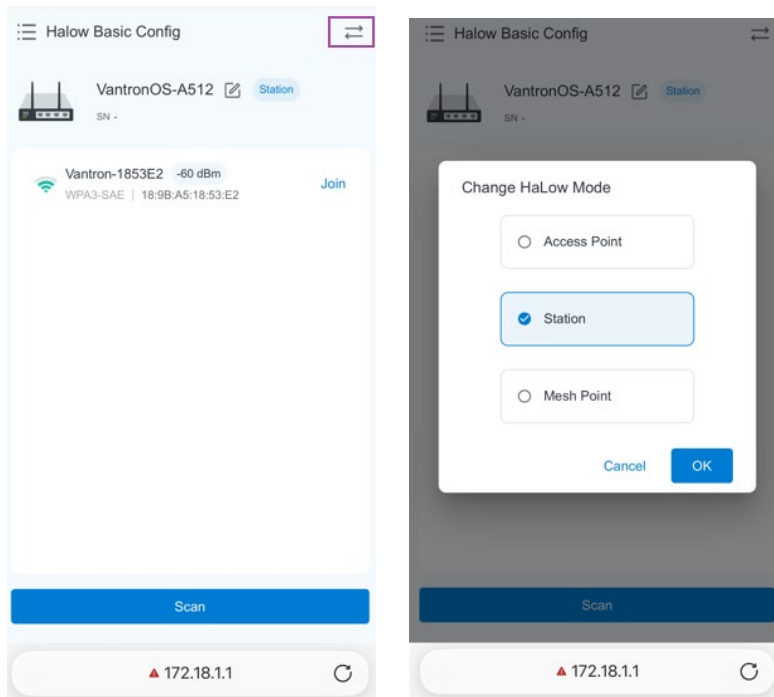 Halow Basic Config
VantronOS-A512 Station
SN -
Vantron-1853E2 -60 dBm
Join
WPA3-SAE | 18:9B:A5:18:53:E2
Scan
172.18.1.1
Halow Basic Config
VantronOS-A512 Station
SN -
Change HaLow Mode
Access Point
Station
Mesh Point
Cancel OK
Scan
172.18.1.1